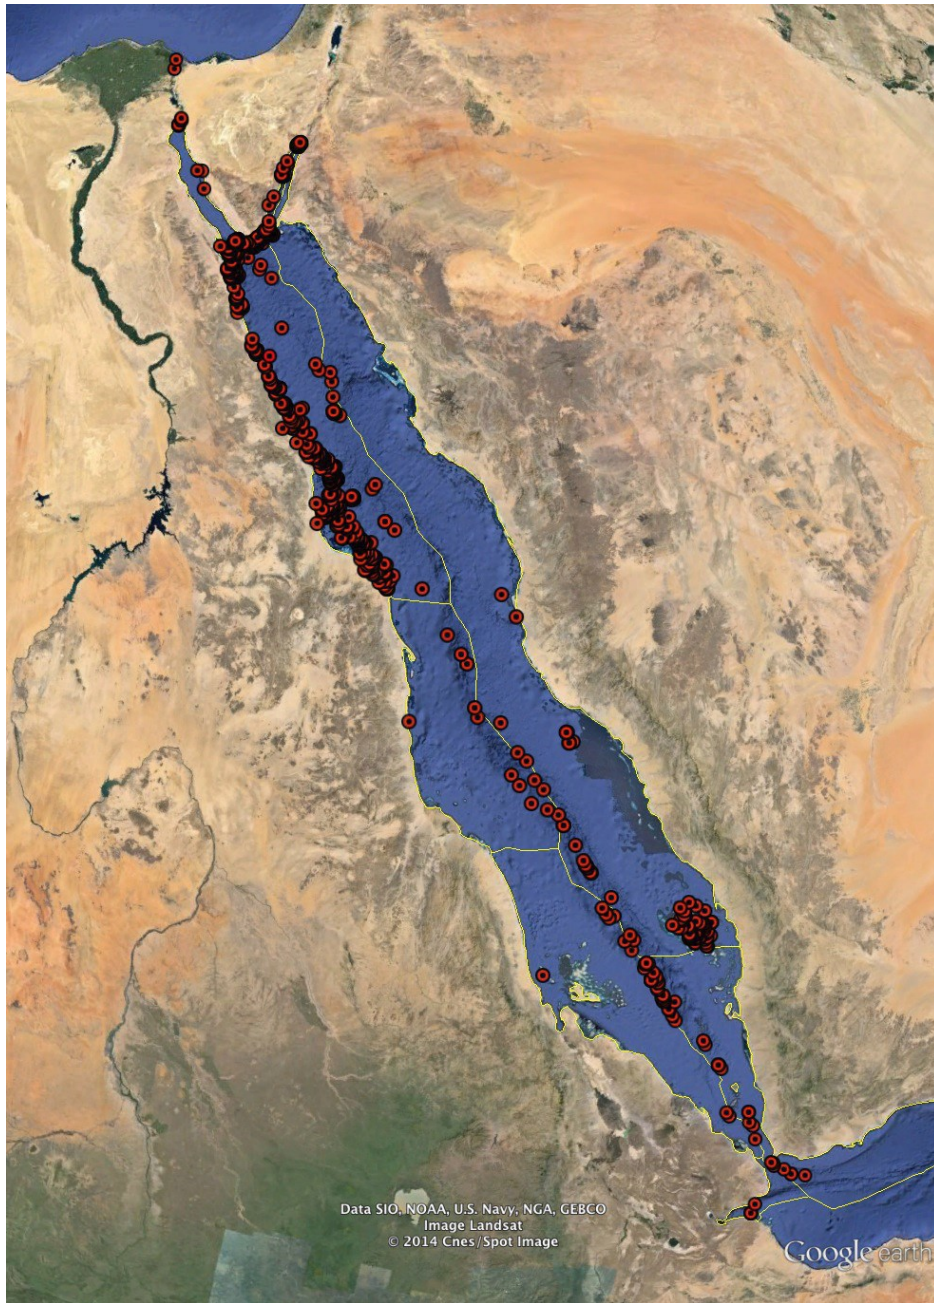 Data SIO, NOAA, U.S. Navy, NGA, GEBCO
Image Landsat
© 2014 Cnes/Spot Image
Google earth